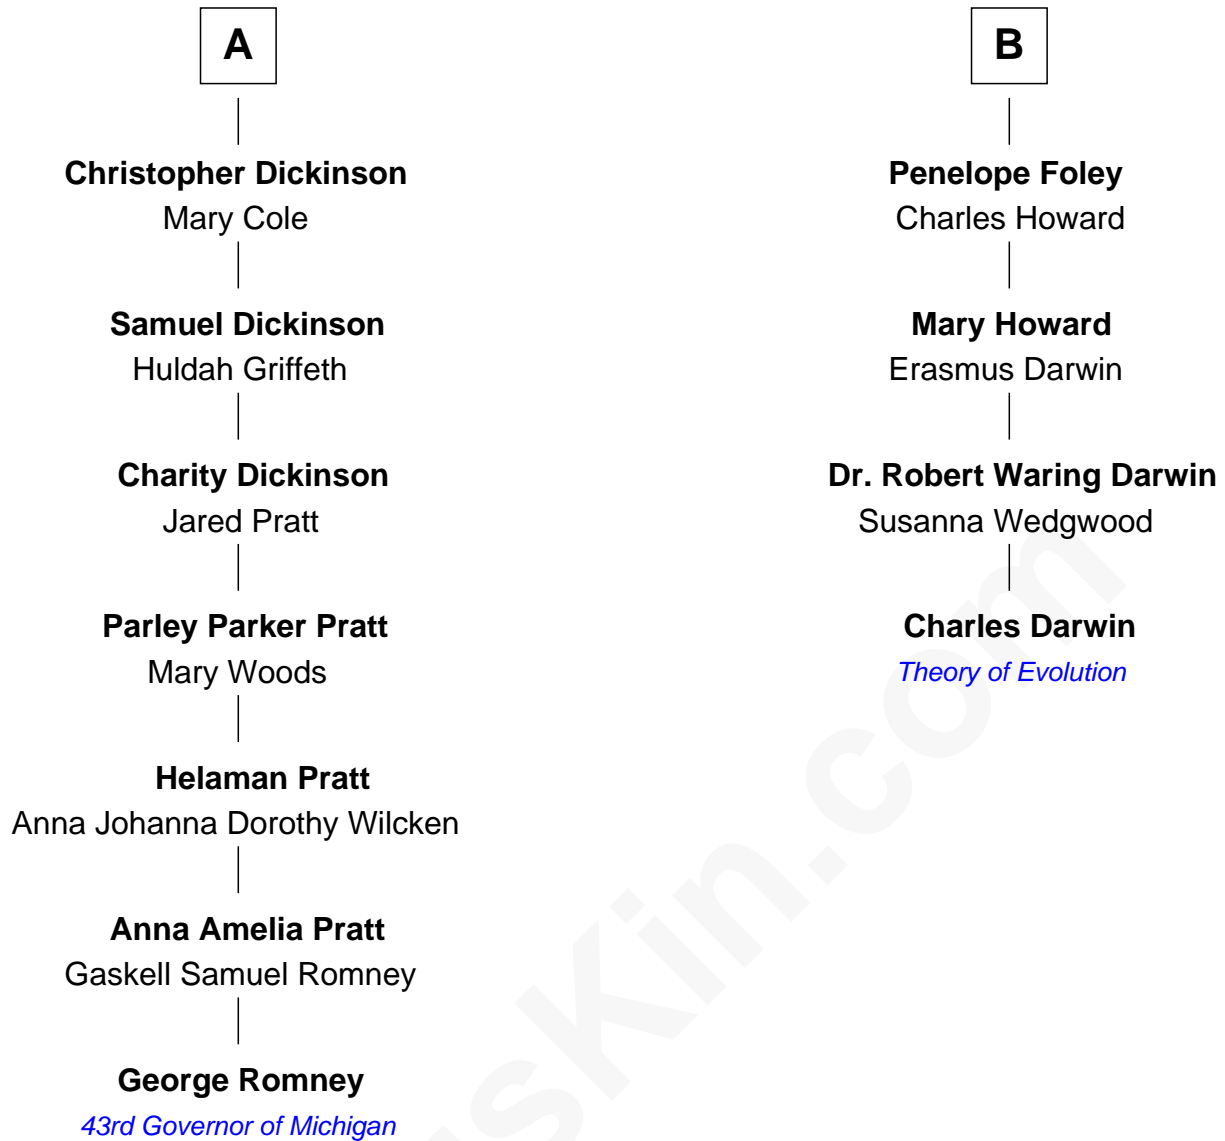 A
Christopher Dickinson
Mary Cole
Samuel Dickinson
Huldah Griffeth
Charity Dickinson
Jared Pratt
Parley Parker Pratt
Mary Woods
Helaman Pratt
Anna Johanna Dorothy Wilcken
Anna Amelia Pratt
Gaskell Samuel Romney
George Romney
43rd Governor of Michigan
B
Penelope Foley
Charles Howard
Mary Howard
Erasmus Darwin
Dr. Robert Waring Darwin
Susanna Wedgwood
Charles Darwin
Theory of Evolution